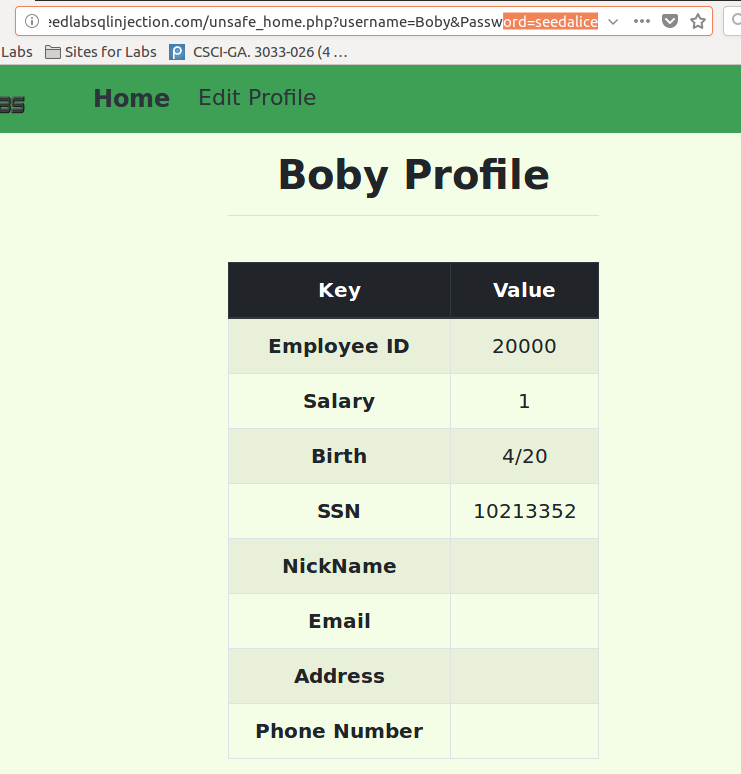 edlabsqlinjection.com/unsafe_home.php?username=Boby&Password=seedalice
Labs Sites for Labs CSCI-GA. 3033-026 (4 ...
BS Home Edit Profile
Boby Profile
Key Value
Employee ID 20000
Salary 1
Birth 4/20
SSN 10213352
NickName
Email
Address
Phone Number